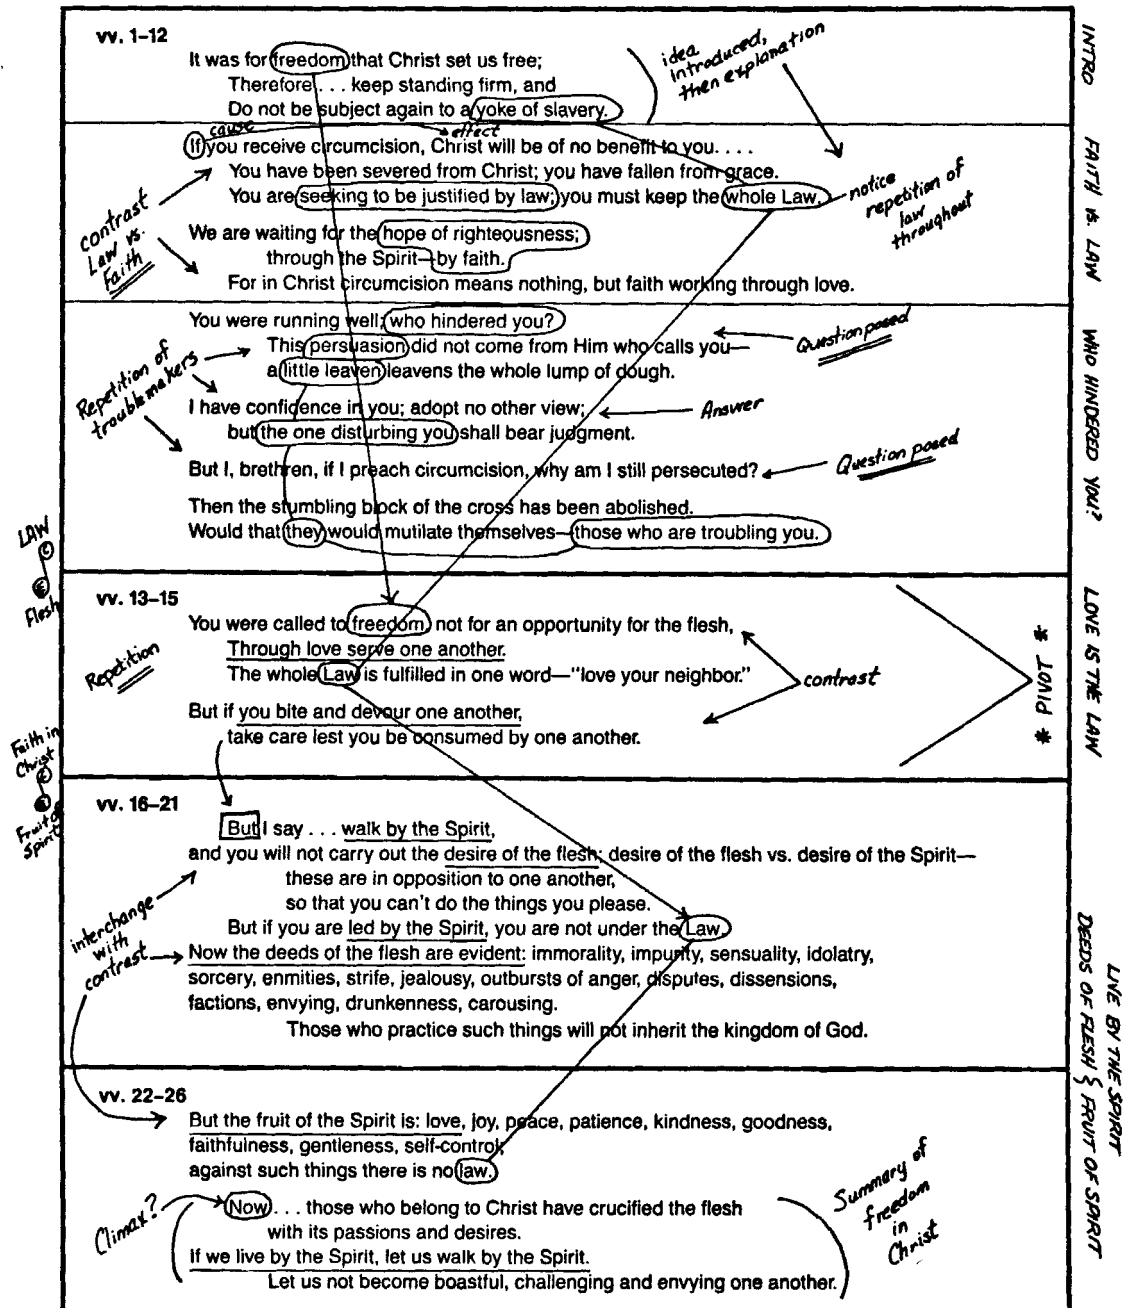 vv. 1–12
It was for freedom that Christ set us free;
Therefore . . . keep standing firm, and
Do not be subject again to a yoke of slavery.
idea
introduced,
then explanation
INTRO
cause
effect
If you receive circumcision, Christ will be of no benefit to you. . . .
You have been severed from Christ; you have fallen from grace.
You are seeking to be justified by law; you must keep the whole Law.
notice
repetition of
law
throughout
contrast
Law vs.
Faith
We are waiting for the hope of righteousness;
through the Spirit—by faith.
For in Christ circumcision means nothing, but faith working through love.
FAITH vs. LAW
You were running well; who hindered you?
Question posed
This persuasion did not come from Him who calls you—
a little leaven leavens the whole lump of dough.
Repetition of
troublemakers
I have confidence in you; adopt no other view;
Answer
but the one disturbing you shall bear judgment.
But I, brethren, if I preach circumcision, why am I still persecuted?
Question posed
Then the stumbling block of the cross has been abolished.
Would that they would mutilate themselves—those who are troubling you.
WHO HINDERED YOU?
LAW
C
E
Flesh
vv. 13–15
You were called to freedom, not for an opportunity for the flesh,
Through love serve one another.
The whole Law is fulfilled in one word—“love your neighbor.”
Repetition
contrast
But if you bite and devour one another,
take care lest you be consumed by one another.
* PIVOT *
LOVE IS THE LAW
Faith in
Christ
C
Fruit of
Spirit
vv. 16–21
But I say . . . walk by the Spirit,
and you will not carry out the desire of the flesh; desire of the flesh vs. desire of the Spirit—
these are in opposition to one another,
so that you can’t do the things you please.
But if you are led by the Spirit, you are not under the Law.
interchange
with
contrast
Now the deeds of the flesh are evident: immorality, impurity, sensuality, idolatry,
sorcery, enmities, strife, jealousy, outbursts of anger, disputes, dissensions,
factions, envying, drunkenness, carousing.
Those who practice such things will not inherit the kingdom of God.
LIVE BY THE SPIRIT
DEEDS OF FLESH & FRUIT OF SPIRIT
vv. 22–26
But the fruit of the Spirit is: love, joy, peace, patience, kindness, goodness,
faithfulness, gentleness, self-control;
against such things there is no law.
Climax?
Now . . . those who belong to Christ have crucified the flesh
with its passions and desires.
If we live by the Spirit, let us walk by the Spirit.
Let us not become boastful, challenging and envying one another.
Summary of
freedom
in
Christ